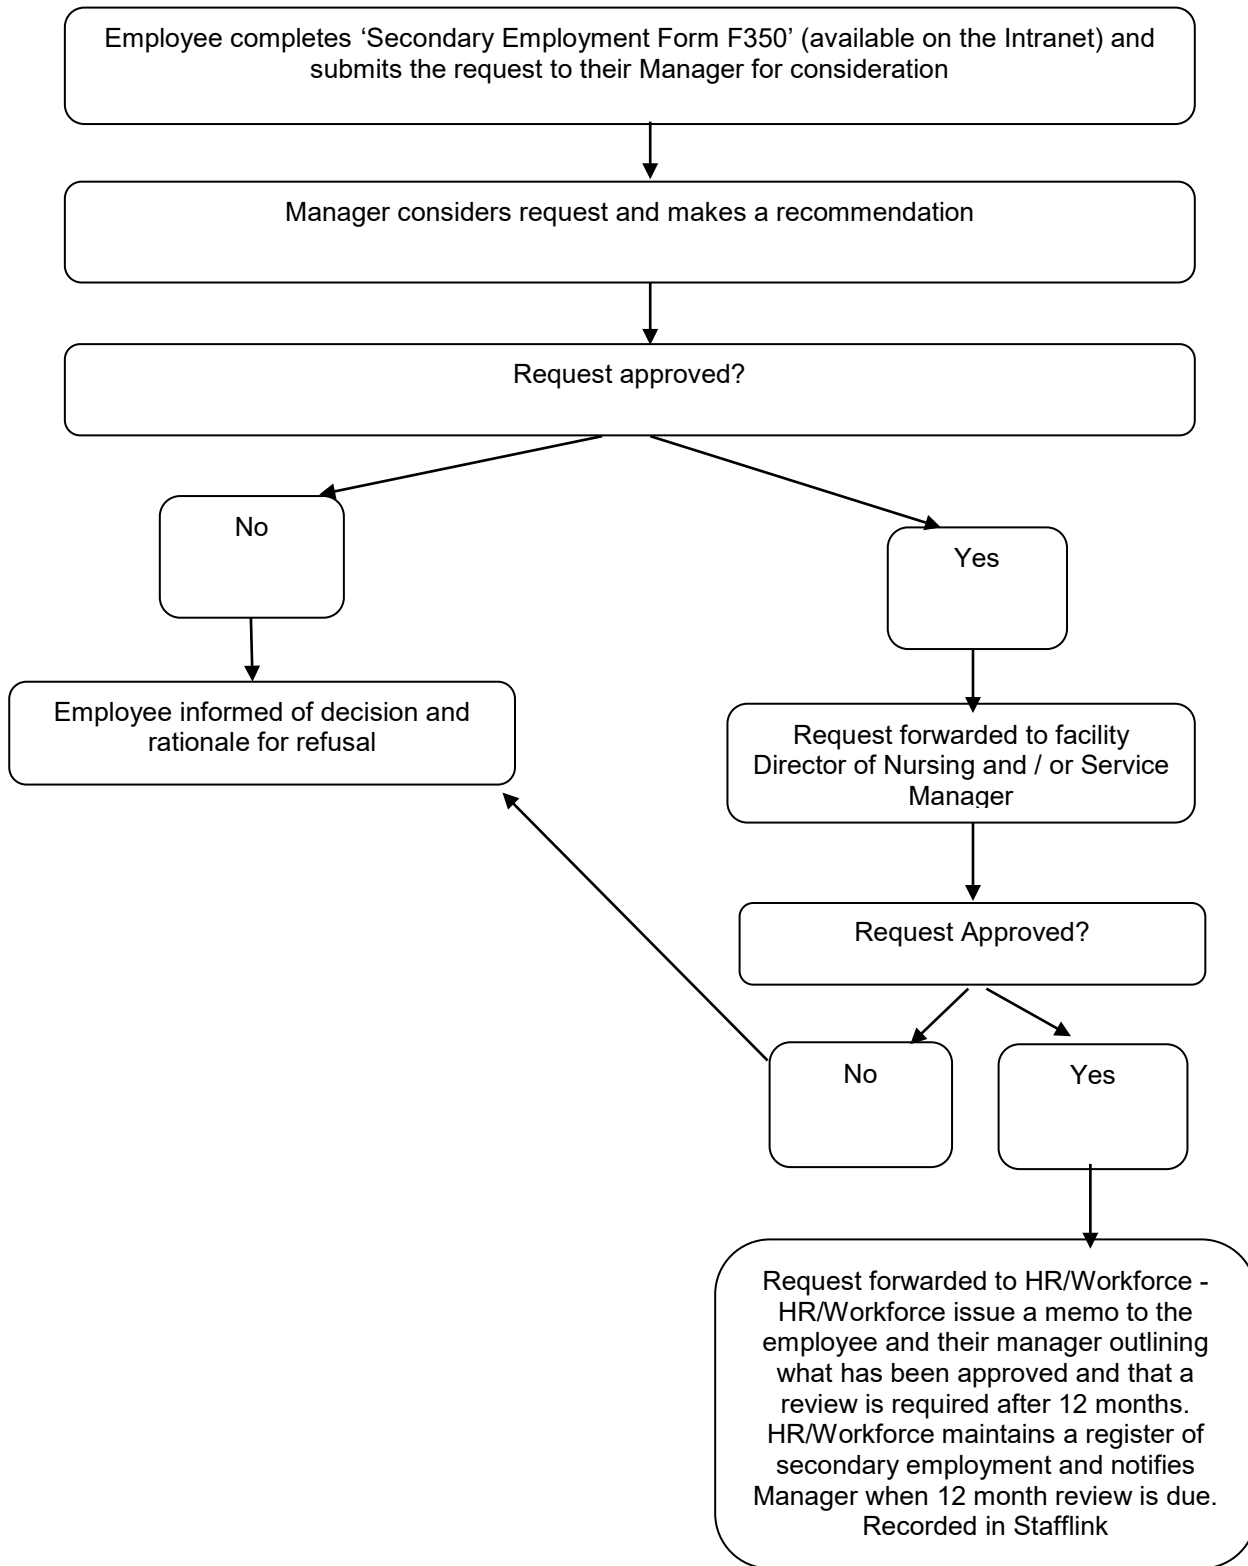 Employee completes ‘Secondary Employment Form F350’ (available on the Intranet) and
submits the request to their Manager for consideration
Manager considers request and makes a recommendation
Request approved?
No
Yes
Employee informed of decision and
rationale for refusal
Request forwarded to facility
Director of Nursing and / or Service
Manager
Request Approved?
No
Yes
Request forwarded to HR/Workforce -
HR/Workforce issue a memo to the
employee and their manager outlining
what has been approved and that a
review is required after 12 months.
HR/Workforce maintains a register of
secondary employment and notifies
Manager when 12 month review is due.
Recorded in Stafflink